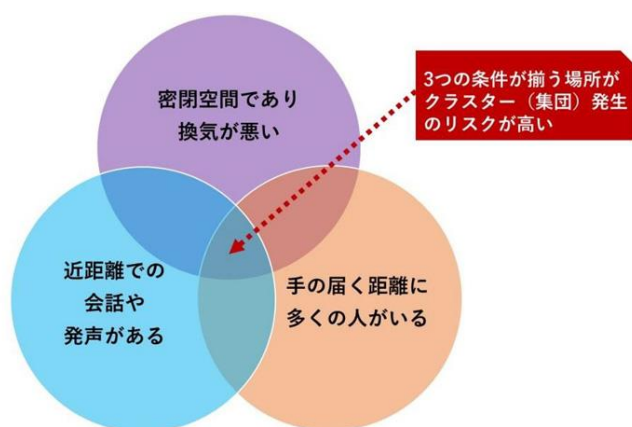 密閉空間であり
換気が悪い
3つの条件が揃う場所が
クラスター（集団）発生
のリスクが高い
近距離での
会話や
発声がある
手の届く距離に
多くの人がいる